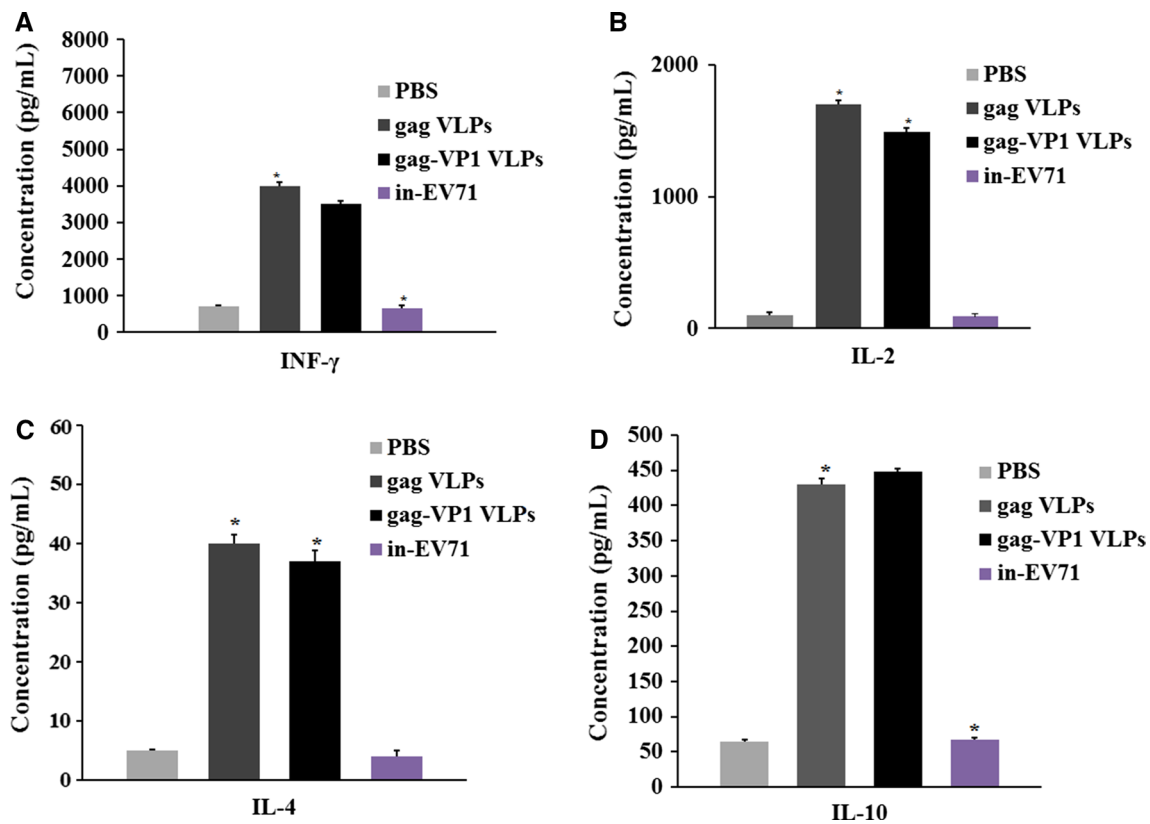 A
Concentration (pg/mL)
8000
7000
6000
5000
4000
3000
2000
1000
0
*
*
PBS
gag VLPs
gag-VP1 VLPs
in-EV71
INF-γ
B
Concentration (pg/mL)
2000
1000
0
*
*
PBS
gag VLPs
gag-VP1 VLPs
in-EV71
IL-2
C
Concentration (pg/mL)
60
50
40
30
20
10
0
*
*
PBS
gag VLPs
gag-VP1 VLPs
in-EV71
IL-4
D
Concentration (pg/mL)
500
450
400
350
300
250
200
150
100
50
0
*
*
PBS
gag VLPs
gag-VP1 VLPs
in-EV71
IL-10